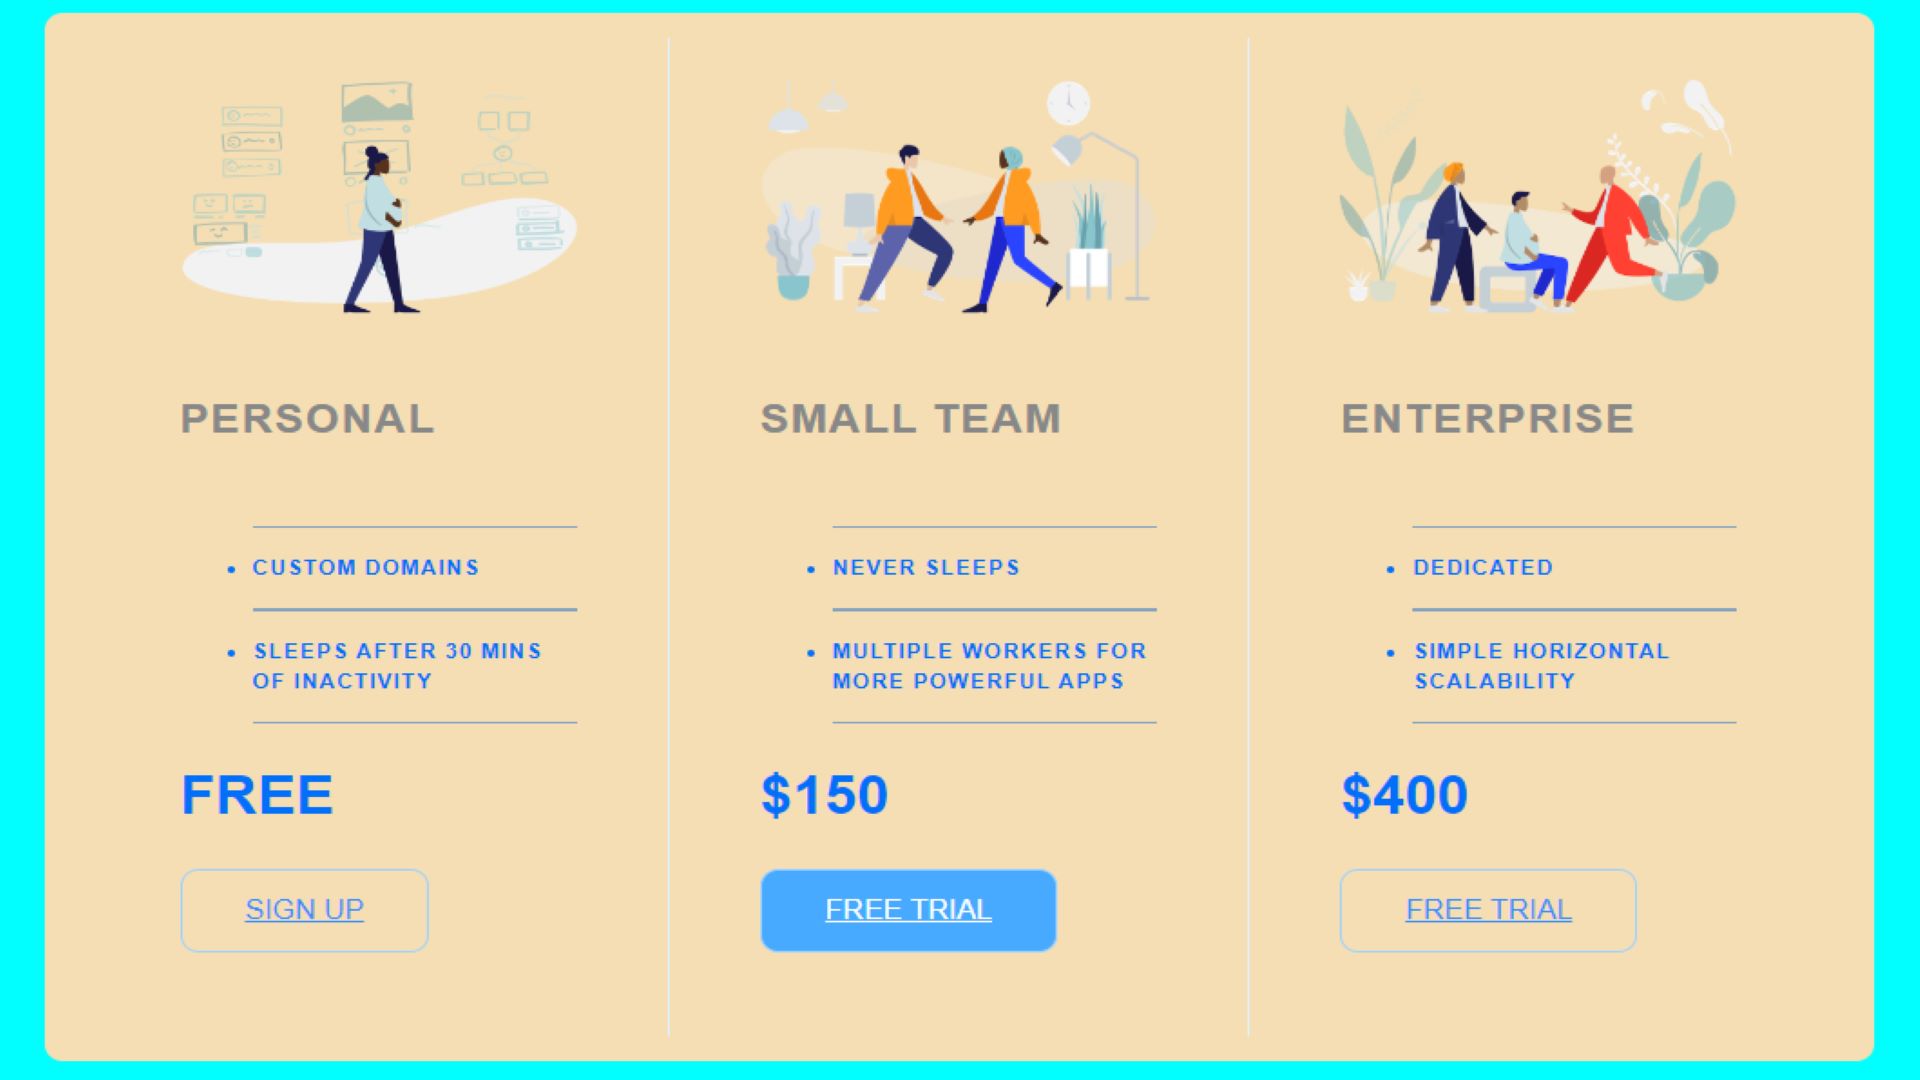 PERSONAL
• CUSTOM DOMAINS
• SLEEPS AFTER 30 MINS
OF INACTIVITY
FREE
SIGN UP
SMALL TEAM
• NEVER SLEEPS
• MULTIPLE WORKERS FOR
MORE POWERFUL APPS
$150
FREE TRIAL
ENTERPRISE
• DEDICATED
• SIMPLE HORIZONTAL
SCALABILITY
$400
FREE TRIAL